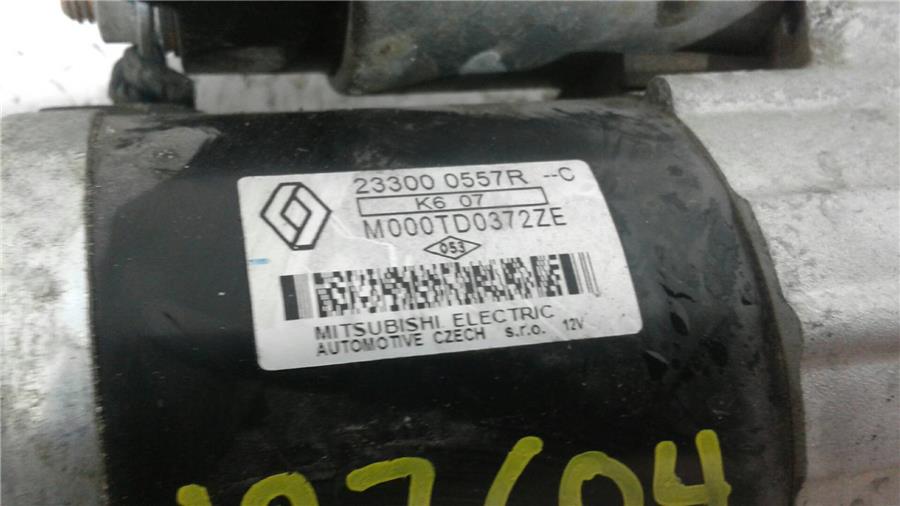 23300 0557R --C
K6 07
M000TD0372ZE
053
MITSUBISHI ELECTRIC
AUTOMOTIVE CZECH s.r.o. 12V